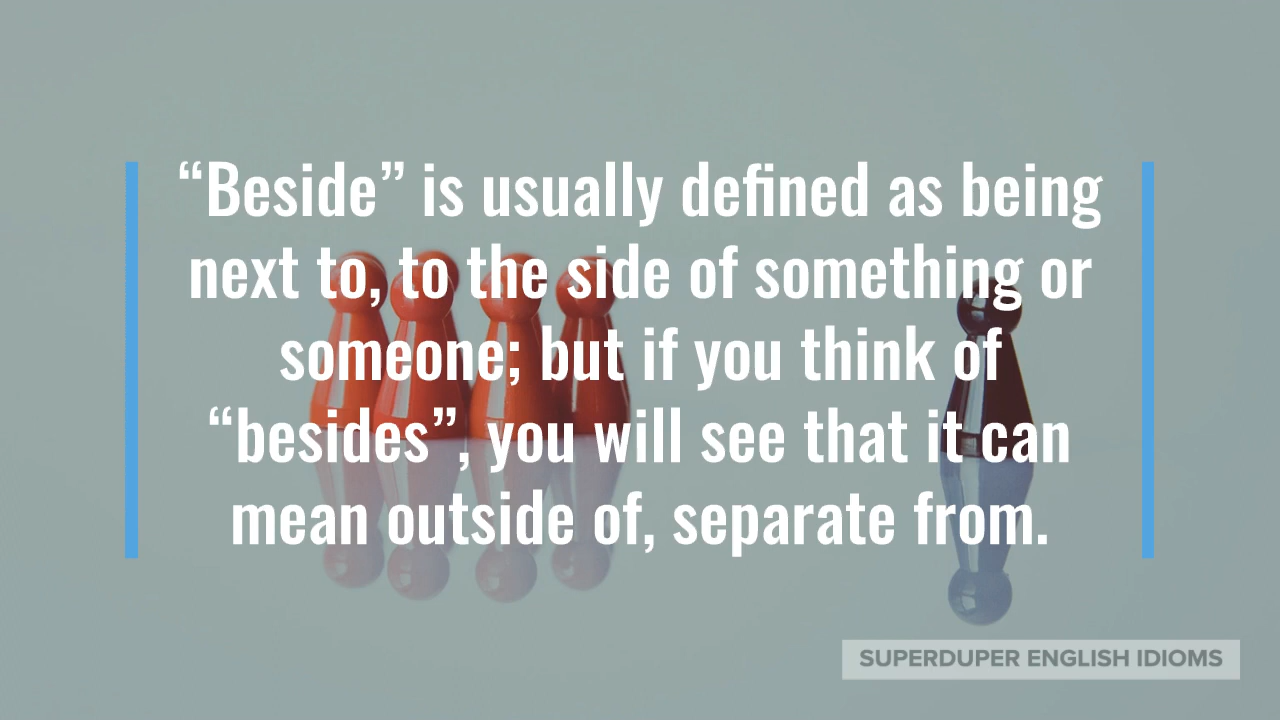 “Beside” is usually defined as being
next to, to the side of something or
someone; but if you think of
“besides”, you will see that it can
mean outside of, separate from.
SUPERDUPER ENGLISH IDIOMS